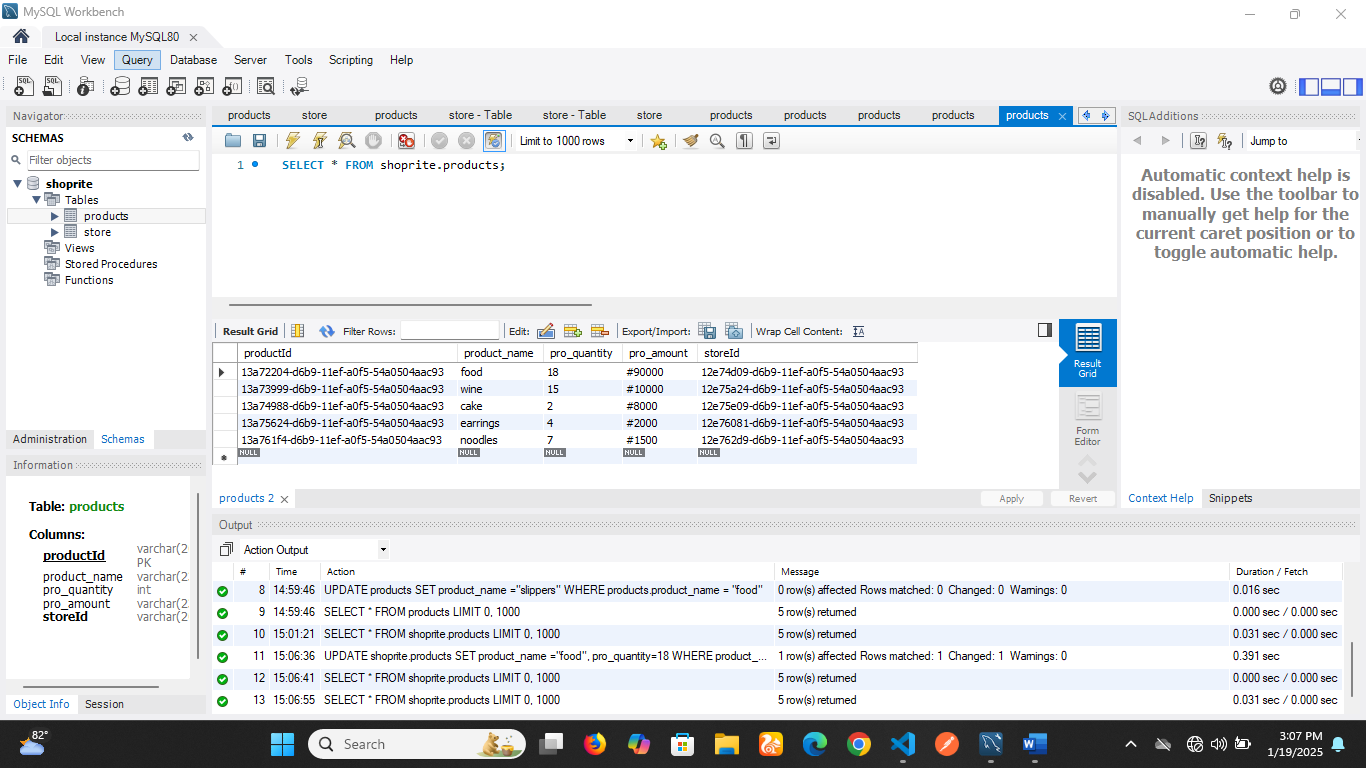 MySQL Workbench
Local instance MySQL80
File Edit View Query Database Server Tools Scripting Help
Navigator
SCHEMAS
Filter objects
shoprite
Tables
products
store
Views
Stored Procedures
Functions
Administration Schemas
Information
Table: products
Columns:
productId varchar(2
PK
product_name varchar(2
pro_quantity int
pro_amount varchar(2
storeId varchar(2
Object Info Session
products store products store - Table store - Table store products products products products products
Limit to 1000 rows
1 SELECT * FROM shoprite.products;
Result Grid Filter Rows: Edit: Export/Import: Wrap Cell Content:
productId product_name pro_quantity pro_amount storeId
13a72204-d6b9-11ef-a0f5-54a0504aac93 food 18 #90000 12e74d09-d6b9-11ef-a0f5-54a0504aac93
13a73999-d6b9-11ef-a0f5-54a0504aac93 wine 15 #10000 12e75a24-d6b9-11ef-a0f5-54a0504aac93
13a74988-d6b9-11ef-a0f5-54a0504aac93 cake 2 #8000 12e75e09-d6b9-11ef-a0f5-54a0504aac93
13a75624-d6b9-11ef-a0f5-54a0504aac93 earrings 4 #2000 12e76081-d6b9-11ef-a0f5-54a0504aac93
13a761f4-d6b9-11ef-a0f5-54a0504aac93 noodles 7 #1500 12e762d9-d6b9-11ef-a0f5-54a0504aac93
NULL NULL NULL NULL NULL
Result
Grid
Form
Editor
products 2 Apply Revert
SQLAdditions
Jump to
Automatic context help is
disabled. Use the toolbar to
manually get help for the
current caret position or to
toggle automatic help.
Context Help Snippets
Output
Action Output
# Time Action Message Duration / Fetch
8 14:59:46 UPDATE products SET product_name ="slippers" WHERE products.product_name = "food" 0 row(s) affected Rows matched: 0 Changed: 0 Warnings: 0 0.016 sec
9 14:59:46 SELECT * FROM products LIMIT 0, 1000 5 row(s) returned 0.000 sec / 0.000 sec
10 15:01:21 SELECT * FROM shoprite.products LIMIT 0, 1000 5 row(s) returned 0.031 sec / 0.000 sec
11 15:06:36 UPDATE shoprite.products SET product_name ="food", pro_quantity=18 WHERE product_... 1 row(s) affected Rows matched: 1 Changed: 1 Warnings: 0 0.391 sec
12 15:06:41 SELECT * FROM shoprite.products LIMIT 0, 1000 5 row(s) returned 0.000 sec / 0.000 sec
13 15:06:55 SELECT * FROM shoprite.products LIMIT 0, 1000 5 row(s) returned 0.031 sec / 0.000 sec
82°
Search
3:07 PM
1/19/2025